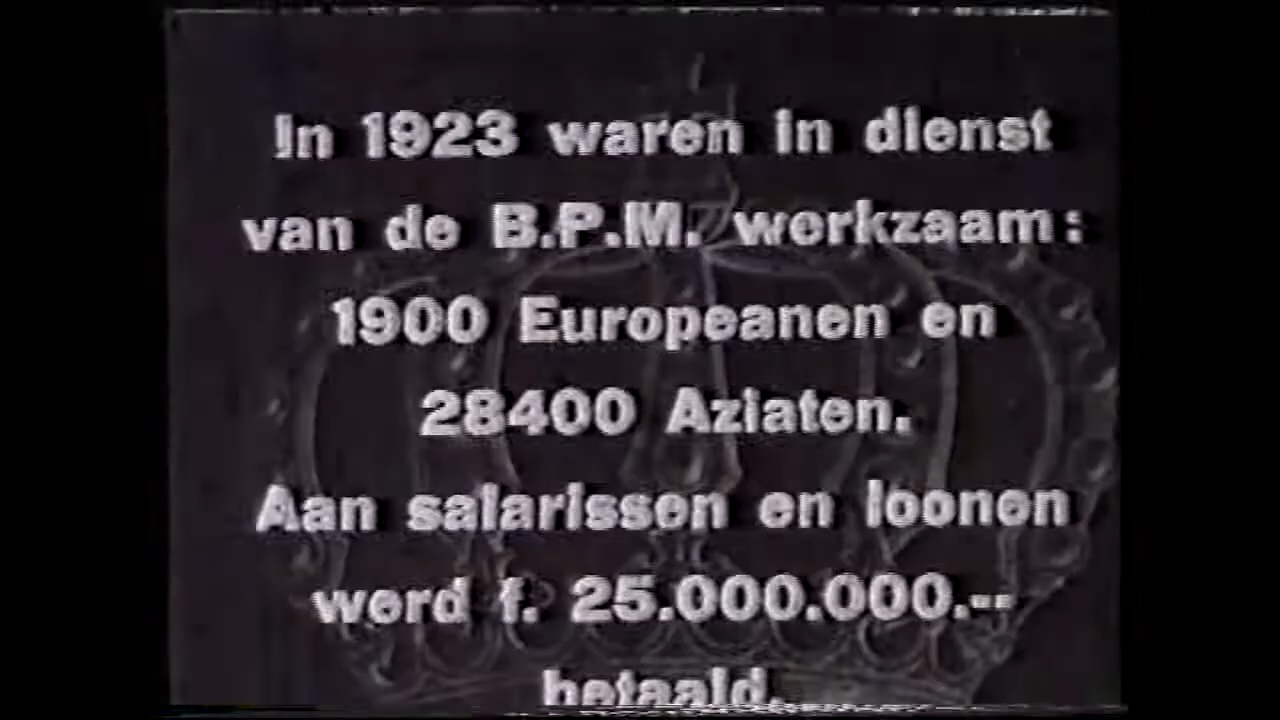 In 1923 waren in dienst
van de B.P.M. werkzaam:
1900 Europeanen en
28400 Aziaten.
Aan salarissen en loonen
werd f. 25.000.000.--
betaald.